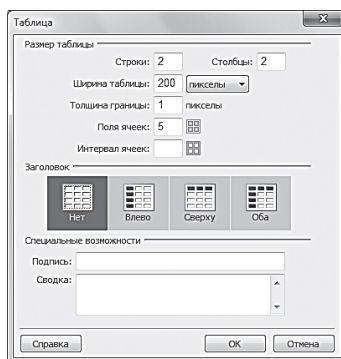 Таблица
Размер таблицы
Строки: 2 Столбцы: 2
Ширина таблицы: 200 пикселы
Толщина границы: 1 пикселы
Поля ячеек: 5
Интервал ячеек:
Заголовок
Нет Влево Сверху Оба
Специальные возможности
Подпись:
Сводка:
Справка OK Отмена